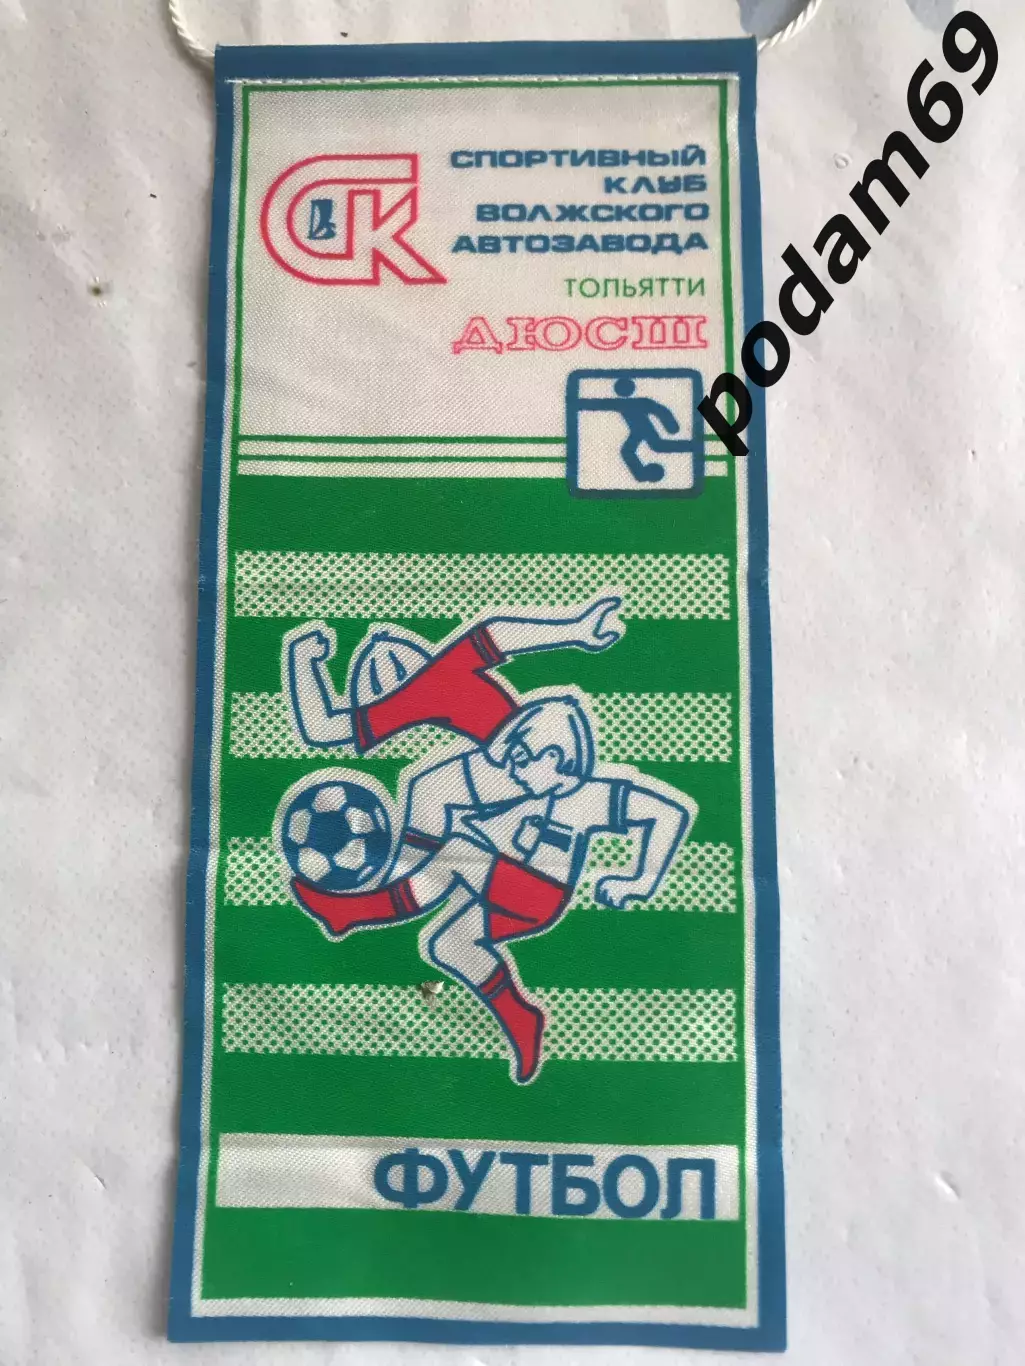 СК
СПОРТИВНЫЙ
КЛУБ
ВОЛЖСКОГО
АВТОЗАВОДА
ТОЛЬЯТТИ
ДЮСШ
ФУТБОЛ
podam69